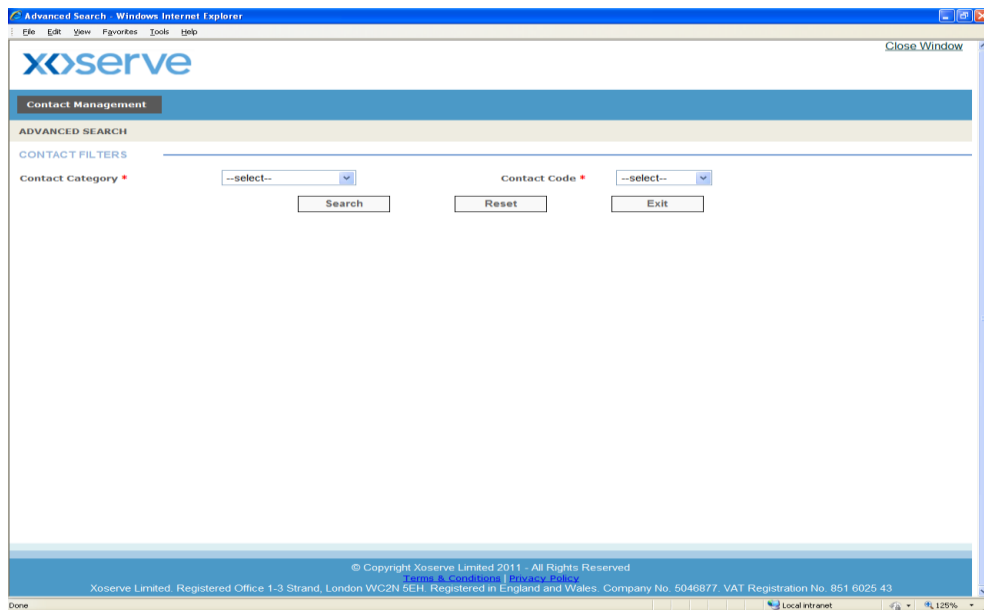 Advanced Search - Windows Internet Explorer
File Edit View Favorites Tools Help
Close Window
xoserve
Contact Management
ADVANCED SEARCH
CONTACT FILTERS
Contact Category * --select-- Contact Code * --select--
Search Reset Exit
© Copyright Xoserve Limited 2011 - All Rights Reserved
Terms & Conditions | Privacy Policy
Xoserve Limited. Registered Office 1-3 Strand, London WC2N 5EH. Registered in England and Wales. Company No. 5046877. VAT Registration No. 851 6025 43
Done Local intranet 125%